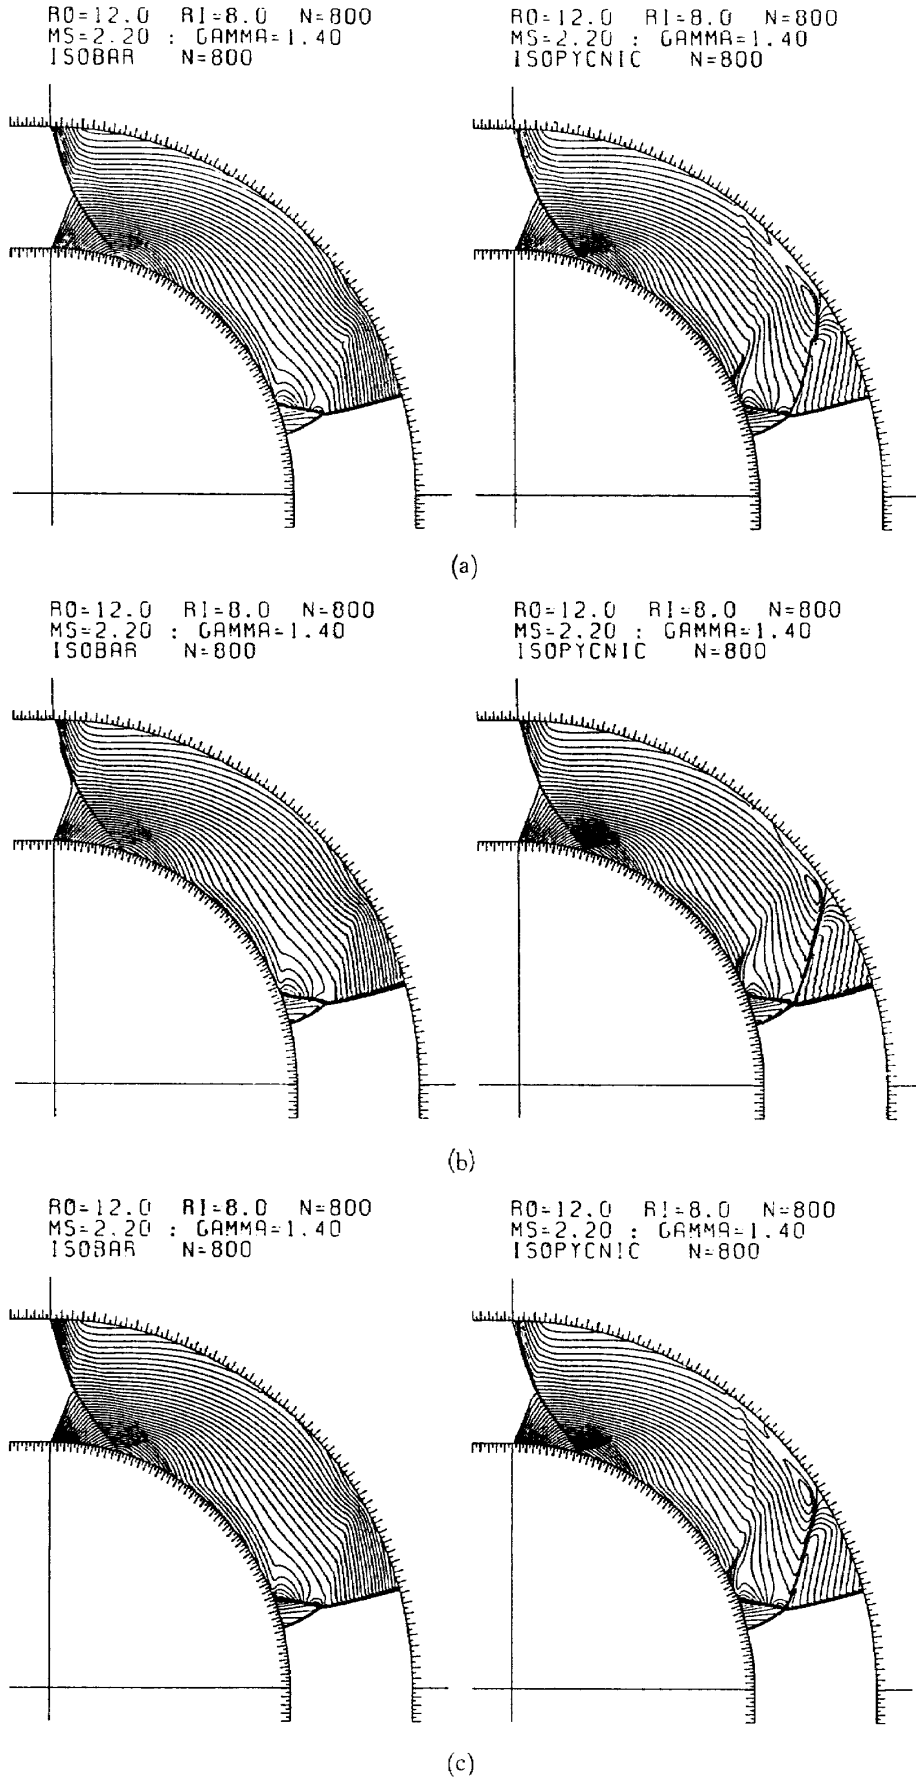 RO=12.0 RI=8.0 N=800
MS=2.20 : GAMMA=1.40
ISOBAR N=800
RO=12.0 RI=8.0 N=800
MS=2.20 : GAMMA=1.40
ISOPYCNIC N=800
(a)
RO=12.0 RI=8.0 N=800
MS=2.20 : GAMMA=1.40
ISOBAR N=800
RO=12.0 RI=8.0 N=800
MS=2.20 : GAMMA=1.40
ISOPYCNIC N=800
(b)
RO=12.0 RI=8.0 N=800
MS=2.20 : GAMMA=1.40
ISOBAR N=800
RO=12.0 RI=8.0 N=800
MS=2.20 : GAMMA=1.40
ISOPYCNIC N=800
(c)